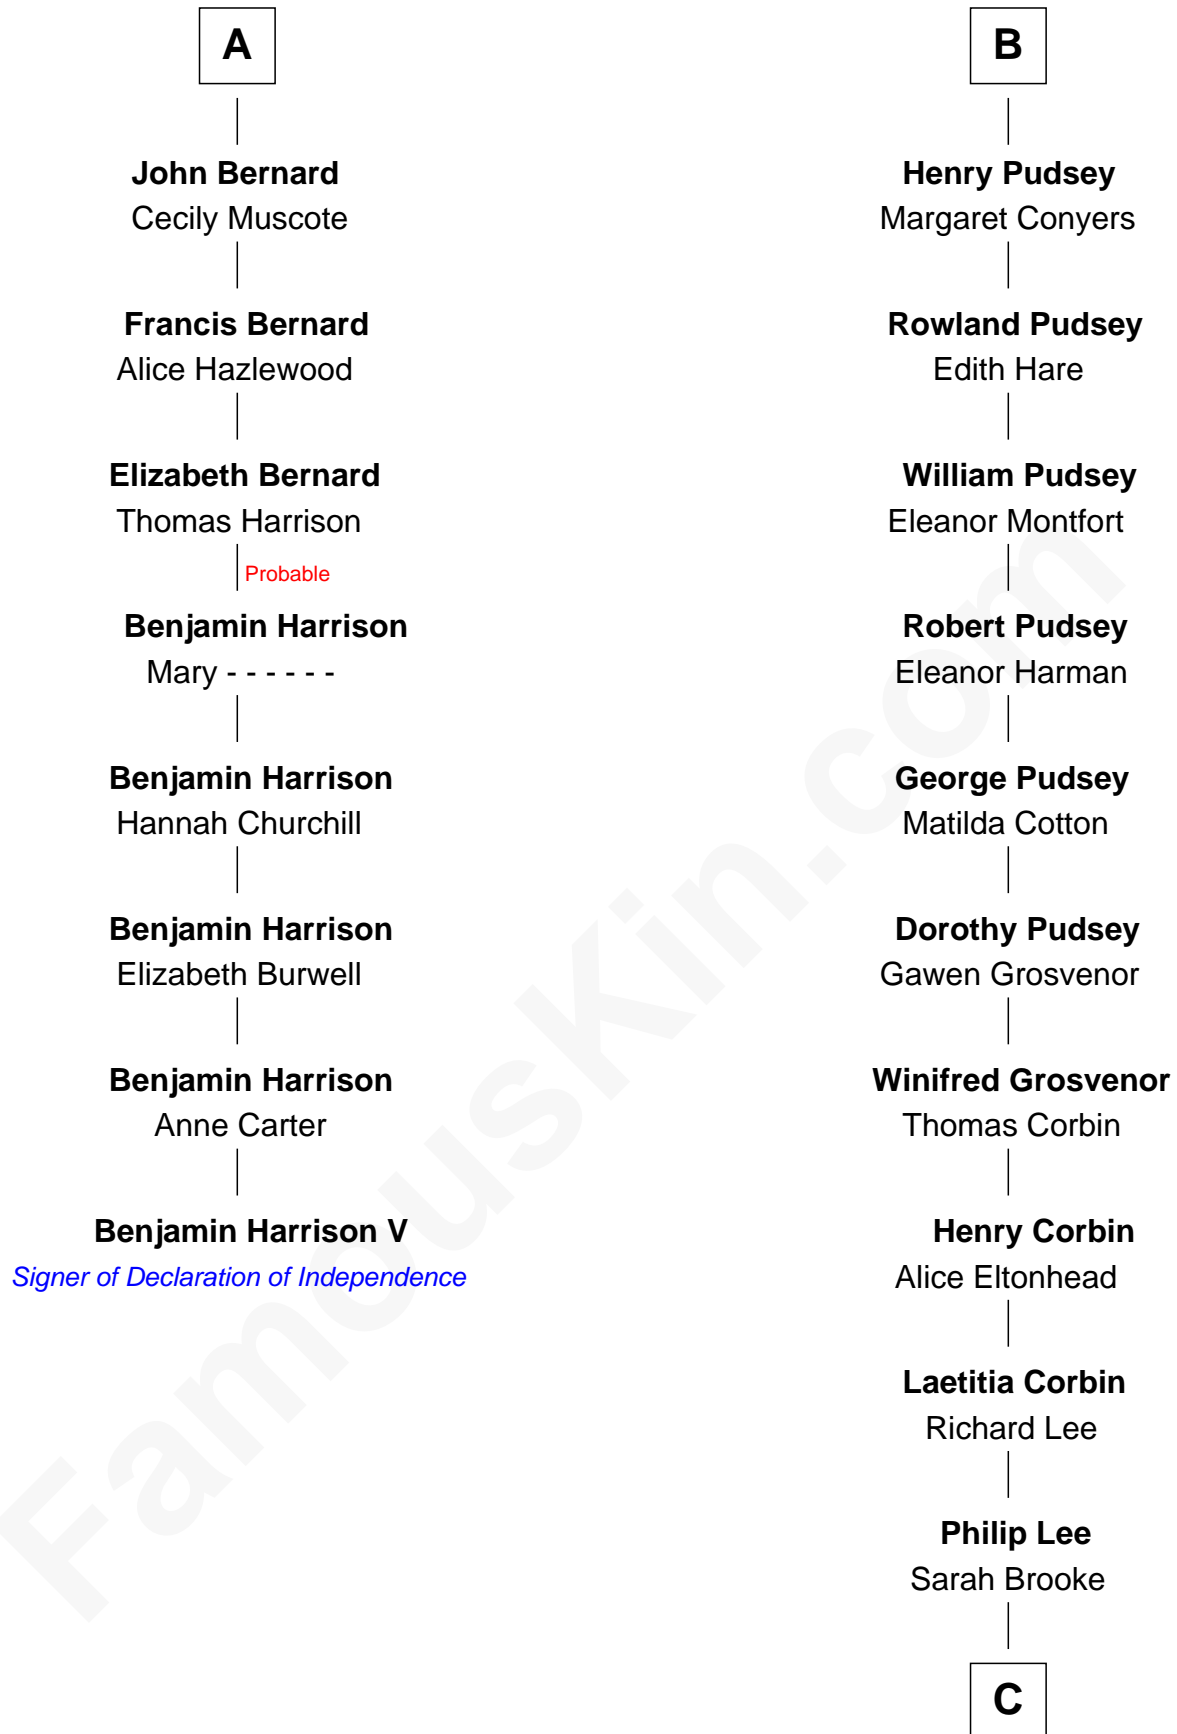 A
John Bernard
Cecily Muscote
Francis Bernard
Alice Hazlewood
Elizabeth Bernard
Thomas Harrison
Probable
Benjamin Harrison
Mary - - - - - -
Benjamin Harrison
Hannah Churchill
Benjamin Harrison
Elizabeth Burwell
Benjamin Harrison
Anne Carter
Benjamin Harrison V
Signer of Declaration of Independence
B
Henry Pudsey
Margaret Conyers
Rowland Pudsey
Edith Hare
William Pudsey
Eleanor Montfort
Robert Pudsey
Eleanor Harman
George Pudsey
Matilda Cotton
Dorothy Pudsey
Gawen Grosvenor
Winifred Grosvenor
Thomas Corbin
Henry Corbin
Alice Eltonhead
Laetitia Corbin
Richard Lee
Philip Lee
Sarah Brooke
C
FamousKin.com